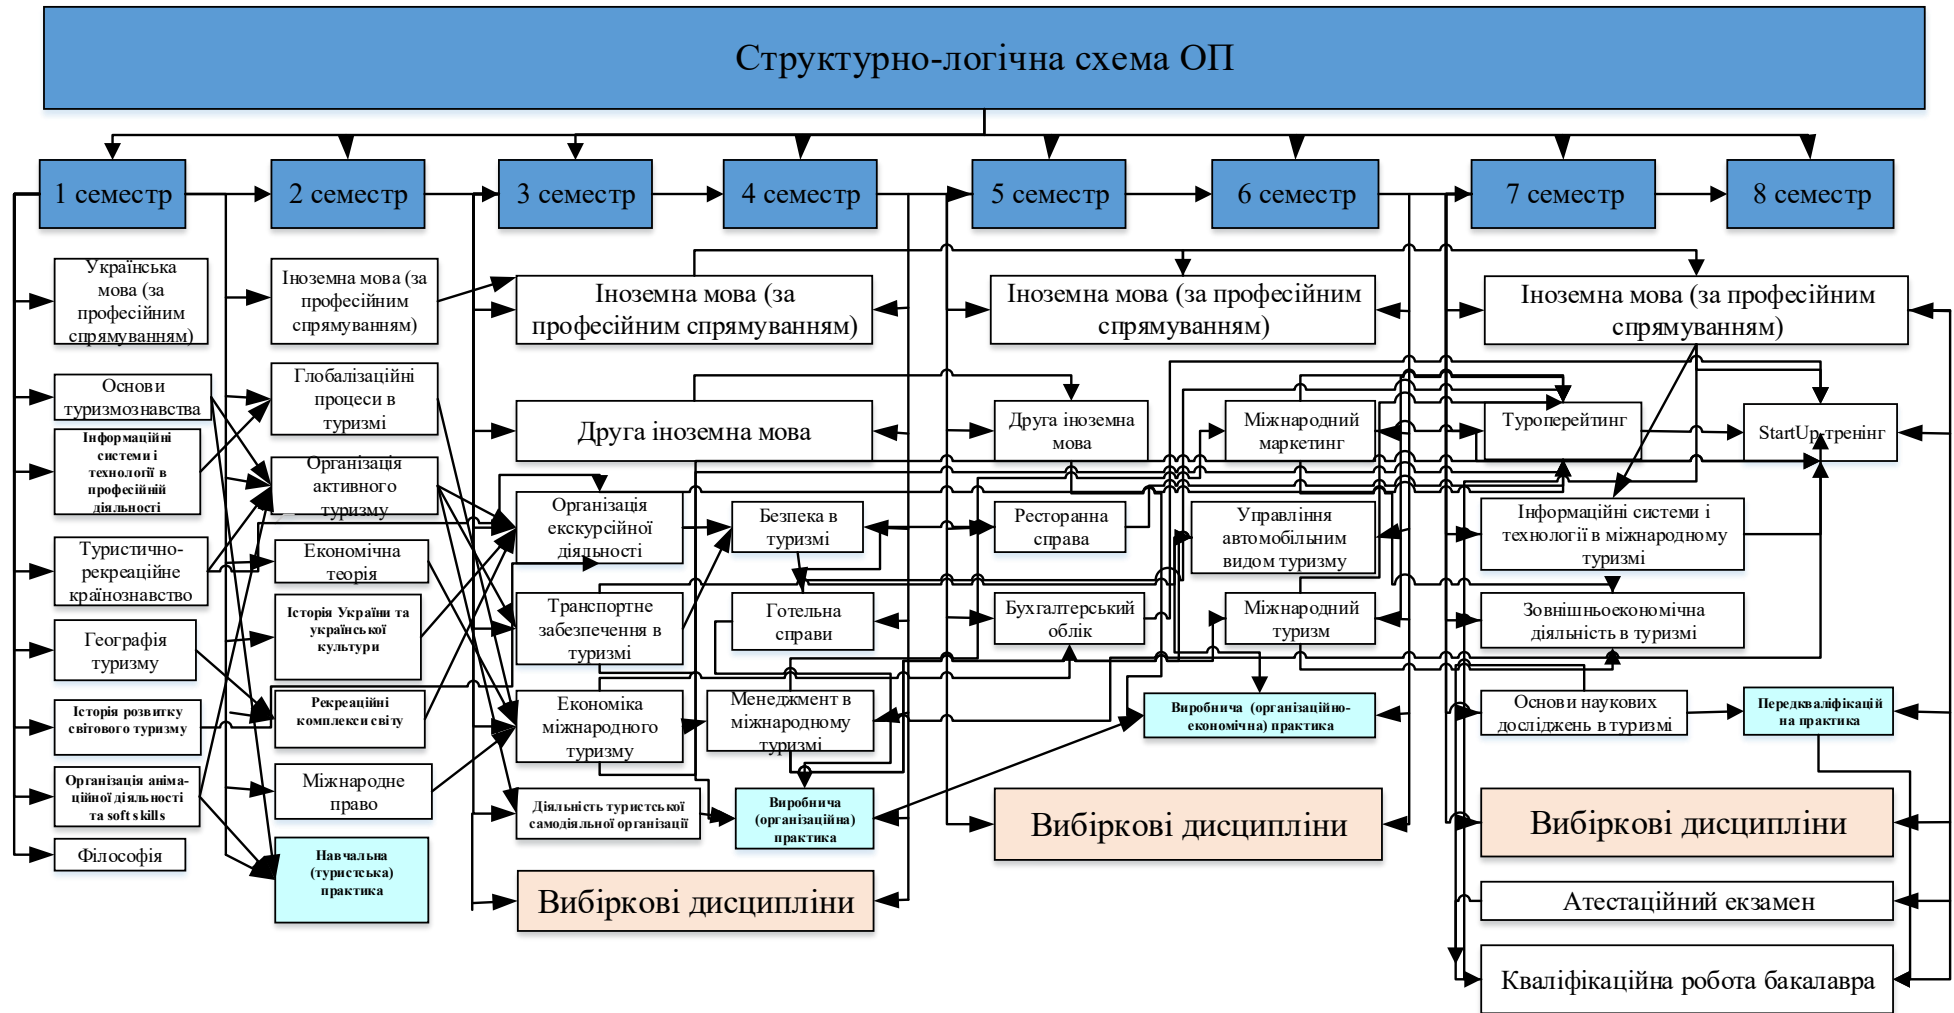 Структурно-логічна схема ОП
1 семестр
2 семестр
3 семестр
4 семестр
5 семестр
6 семестр
7 семестр
8 семестр
Українська
мова (за
професійним
спрямуванням)
Основи
туризмознавства
Інформаційні
системи і
технології в
професійній
діяльності
Туристично-
рекреаційне
країнознавство
Географія
туризму
Історія розвитку
світового туризму
Організація аніма-
ційної діяльності
та soft skills
Філософія
Іноземна мова (за
професійним
спрямуванням)
Глобалізаційні
процеси в
туризмі
Організація
активного
туризму
Економічна
теорія
Історія України та
української
культури
Рекреаційні
комплекси світу
Міжнародне
право
Навчальна
(туристська)
практика
Іноземна мова (за
професійним спрямуванням)
Друга іноземна мова
Організація
екскурсійної
діяльності
Транспортне
забезпечення в
туризмі
Економіка
міжнародного
туризму
Діяльність туристської
самодіяльної організації
Безпека в
туризмі
Готельна
справи
Менеджмент в
міжнародному
туризмі
Виробнича
(організаційна)
практика
Вибіркові дисципліни
Іноземна мова (за професійним
спрямуванням)
Друга іноземна
мова
Ресторанна
справа
Бухгалтерський
облік
Міжнародний
маркетинг
Управління
автомобільним
видом туризму
Міжнародний
туризм
Виробнича (організаційно-
економічна) практика
Вибіркові дисципліни
Іноземна мова (за професійним
спрямуванням)
Туроперейтинг
StartUp-тренінг
Інформаційні системи і
технології в міжнародному
туризмі
Зовнішньоекономічна
діяльність в туризмі
Основи наукових
досліджень в туризмі
Передкваліфікацій
на практика
Вибіркові дисципліни
Атестаційний екзамен
Кваліфікаційна робота бакалавра